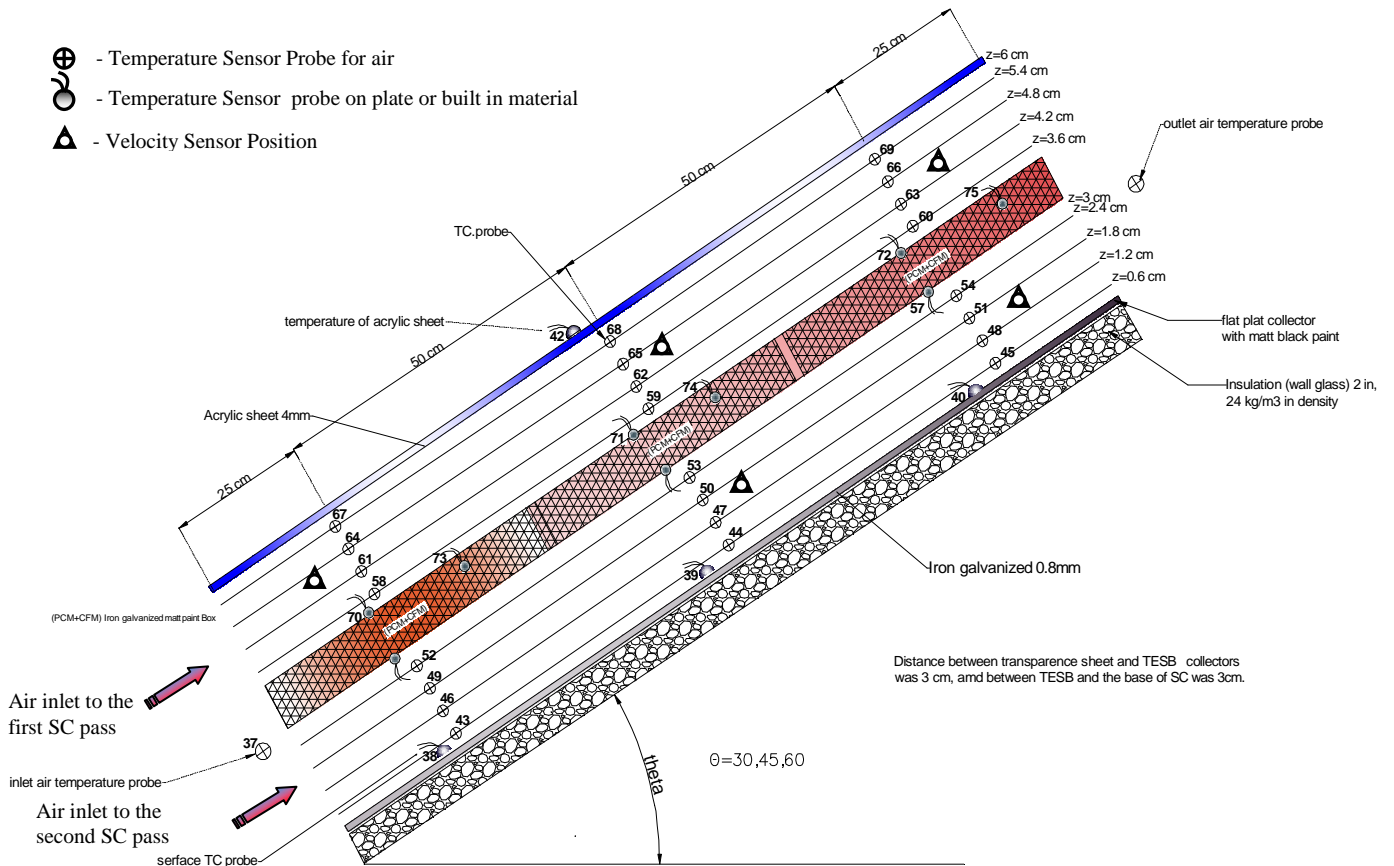 - Temperature Sensor Probe for air
- Temperature Sensor  probe on plate or built in material
- Velocity Sensor Position
25 cm
50 cm
50 cm
25 cm
z=6 cm
z=5.4 cm
z=4.8 cm
z=4.2 cm
z=3.6 cm
z=3 cm
z=2.4 cm
z=1.8 cm
z=1.2 cm
z=0.6 cm
outlet air temperature probe
TC.probe
temperature of acrylic sheet
Acrylic sheet 4mm
69
66
63
60
75
72
(PCM+CFM)
57
54
51
48
45
40
42
68
65
62
59
74
71
(PCM+CFM)
53
50
47
44
39
67
64
61
58
73
70
(PCM+CFM)
52
49
46
43
38
37
flat plat collector
with matt black paint
Insulation (wall glass) 2 in,
24 kg/m3 in density
Iron galvanized 0.8mm
(PCM+CFM) Iron galvanized matt paint Box
Air inlet to the
first SC pass
inlet air temperature probe
Air inlet to the
second SC pass
serface TC probe
Distance between transparence sheet and TESB  collectors
was 3 cm, amd between TESB and the base of SC was 3cm.
theta
Θ=30,45,60